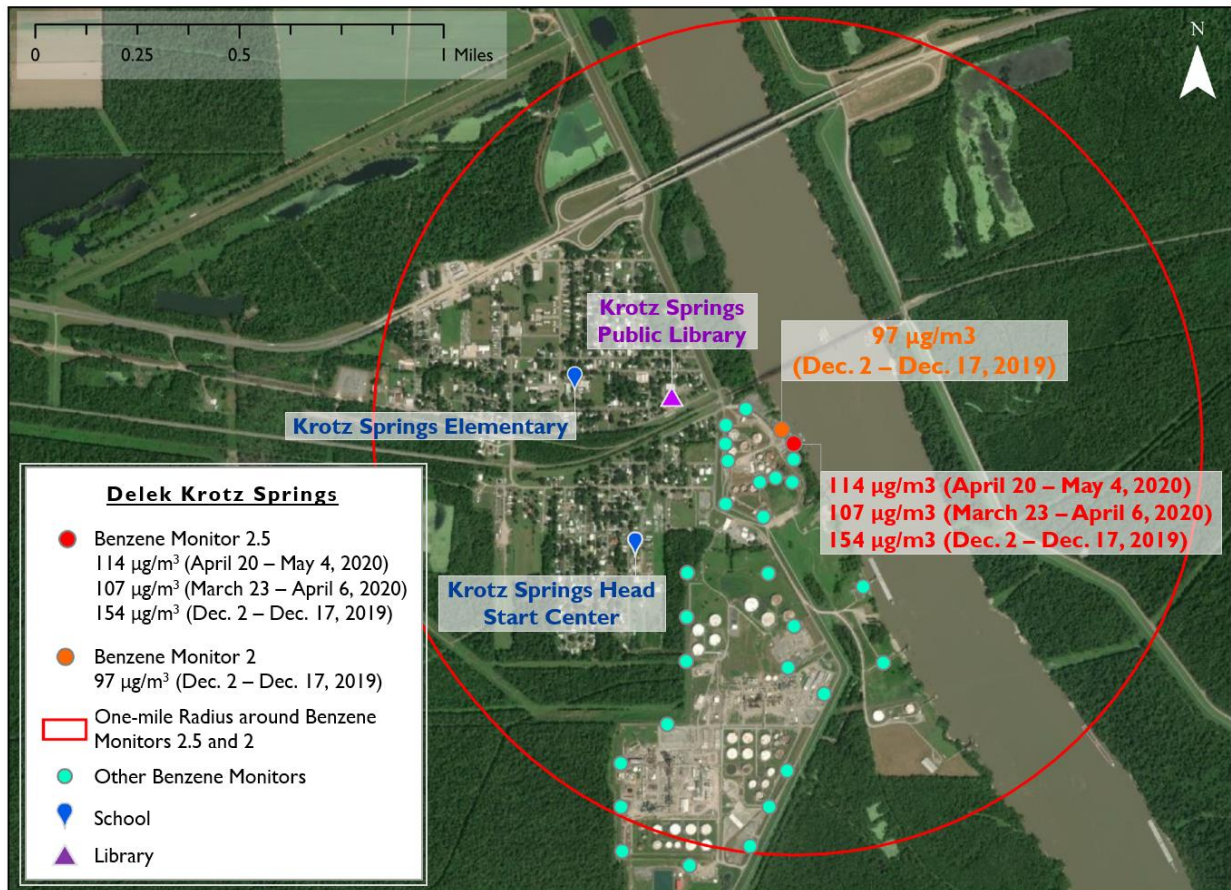 0 0.25 0.5 1 Miles
N
Krotz Springs
Public Library
97 µg/m3
(Dec. 2 – Dec. 17, 2019)
Krotz Springs Elementary
114 µg/m3 (April 20 – May 4, 2020)
107 µg/m3 (March 23 – April 6, 2020)
154 µg/m3 (Dec. 2 – Dec. 17, 2019)
Krotz Springs Head
Start Center
Delek Krotz Springs
Benzene Monitor 2.5
114 µg/m³ (April 20 – May 4, 2020)
107 µg/m³ (March 23 – April 6, 2020)
154 µg/m³ (Dec. 2 – Dec. 17, 2019)
Benzene Monitor 2
97 µg/m³ (Dec. 2 – Dec. 17, 2019)
One-mile Radius around Benzene
Monitors 2.5 and 2
Other Benzene Monitors
School
Library